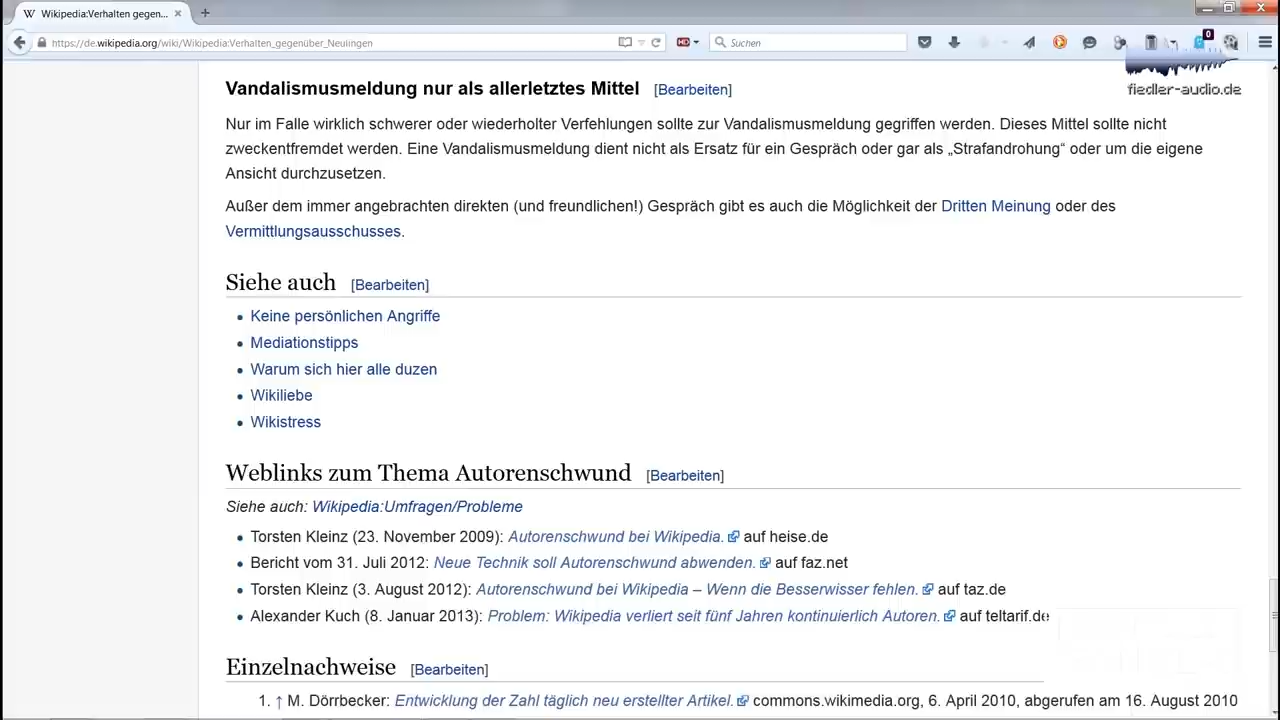 Wikipedia:Verhalten gegen...
https://de.wikipedia.org/wiki/Wikipedia:Verhalten_gegenüber_Neulingen
Suchen
0
fiedler-audio.de
Vandalismusmeldung nur als allerletztes Mittel [Bearbeiten]
Nur im Falle wirklich schwerer oder wiederholter Verfehlungen sollte zur Vandalismusmeldung gegriffen werden. Dieses Mittel sollte nicht
zweckentfremdet werden. Eine Vandalismusmeldung dient nicht als Ersatz für ein Gespräch oder gar als „Strafandrohung“ oder um die eigene
Ansicht durchzusetzen.
Außer dem immer angebrachten direkten (und freundlichen!) Gespräch gibt es auch die Möglichkeit der Dritten Meinung oder des
Vermittlungsausschusses.
Siehe auch [Bearbeiten]
Keine persönlichen Angriffe
Mediationstipps
Warum sich hier alle duzen
Wikiliebe
Wikistress
Weblinks zum Thema Autorenschwund [Bearbeiten]
Siehe auch: Wikipedia:Umfragen/Probleme
Torsten Kleinz (23. November 2009): Autorenschwund bei Wikipedia. auf heise.de
Bericht vom 31. Juli 2012: Neue Technik soll Autorenschwund abwenden. auf faz.net
Torsten Kleinz (3. August 2012): Autorenschwund bei Wikipedia – Wenn die Besserwisser fehlen. auf taz.de
Alexander Kuch (8. Januar 2013): Problem: Wikipedia verliert seit fünf Jahren kontinuierlich Autoren. auf teltarif.de
Einzelnachweise [Bearbeiten]
1. ↑ M. Dörrbecker: Entwicklung der Zahl täglich neu erstellter Artikel. commons.wikimedia.org, 6. April 2010, abgerufen am 16. August 2010